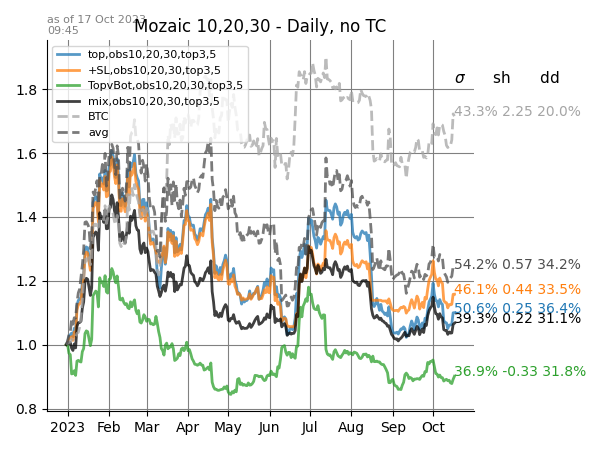 as of 17 Oct 2023
09:45
Mozaic 10,20,30 - Daily, no TC
top,obs10,20,30,top3,5
+SL,obs10,20,30,top3,5
TopvBot,obs10,20,30,top3,5
mix,obs10,20,30,top3,5
BTC
avg
σ sh dd
43.3% 2.25 20.0%
54.2% 0.57 34.2%
46.1% 0.44 33.5%
50.6% 0.25 36.4%
39.3% 0.22 31.1%
36.9% -0.33 31.8%
1.8
1.6
1.4
1.2
1.0
0.8
2023 Feb Mar Apr May Jun Jul Aug Sep Oct